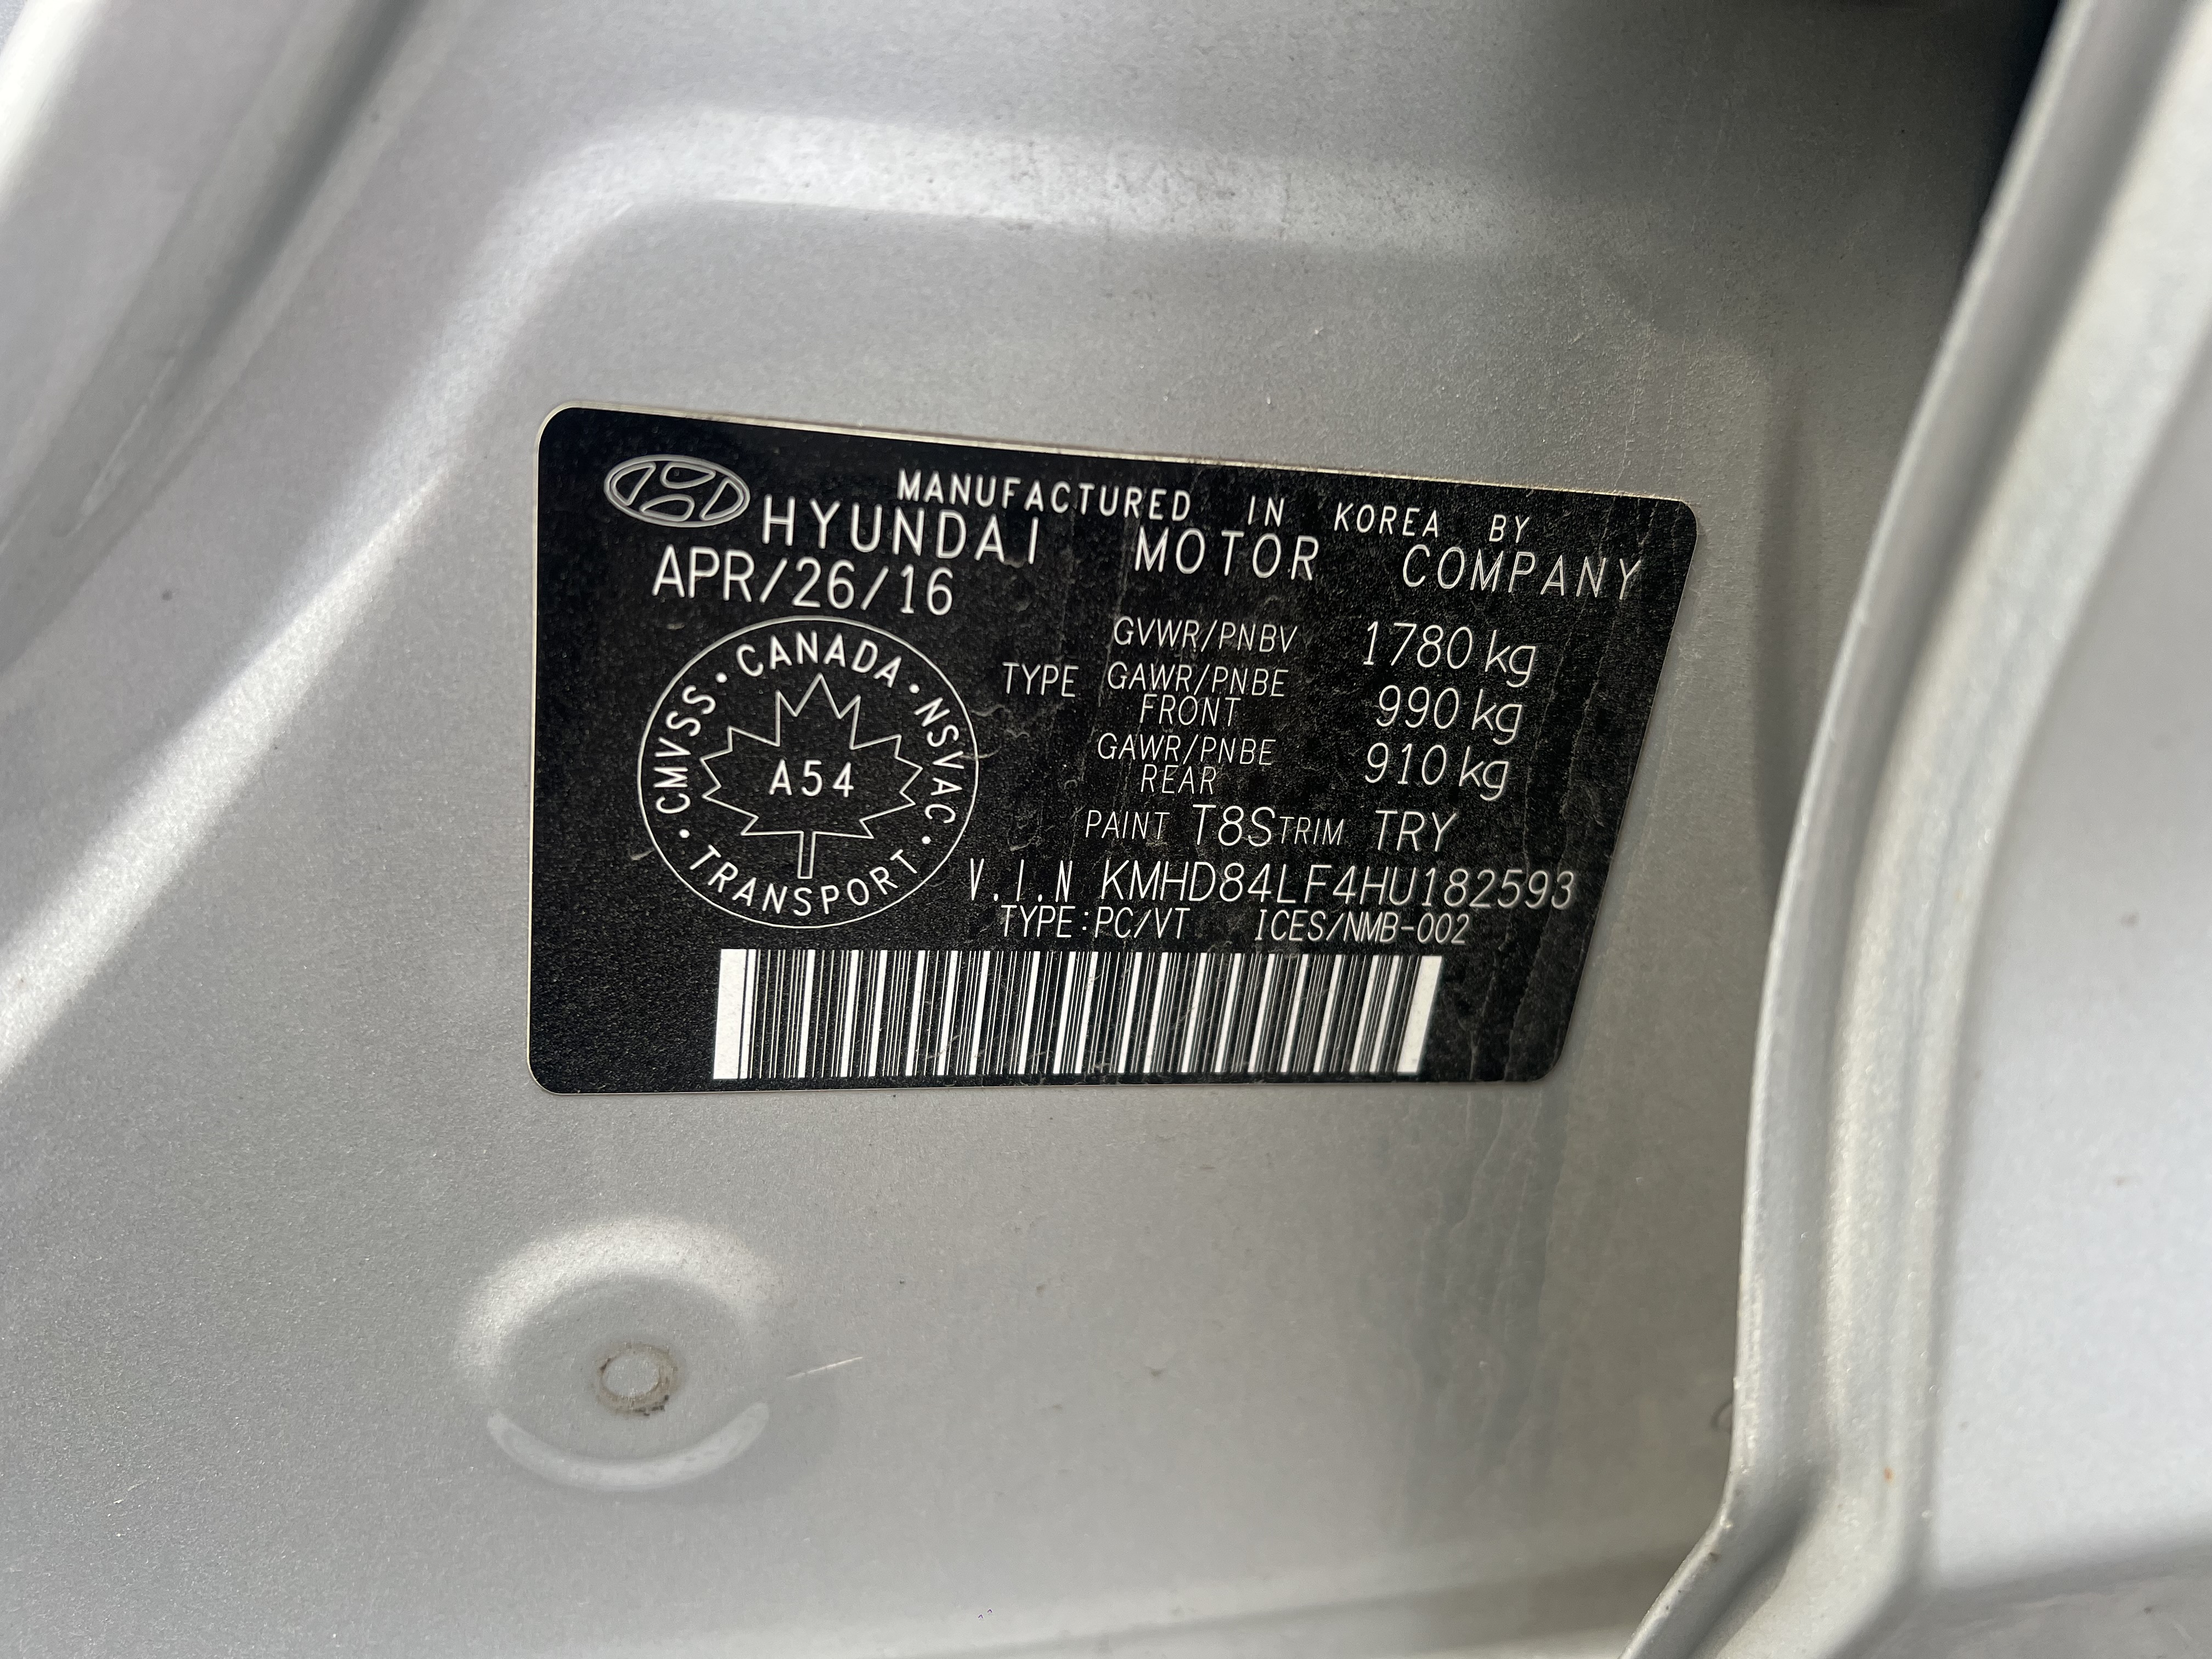 MANUFACTURED IN KOREA BY
HYUNDAI MOTOR COMPANY
APR/26/16
CMVSS · CANADA · NSVAC · TRANSPORT ·
A54
GVWR/PNBV 1780 kg
TYPE GAWR/PNBE FRONT 990 kg
GAWR/PNBE REAR 910 kg
PAINT T8S TRIM TRY
V.I.N KMHD84LF4HU182593
TYPE:PC/VT ICES/NMB-002